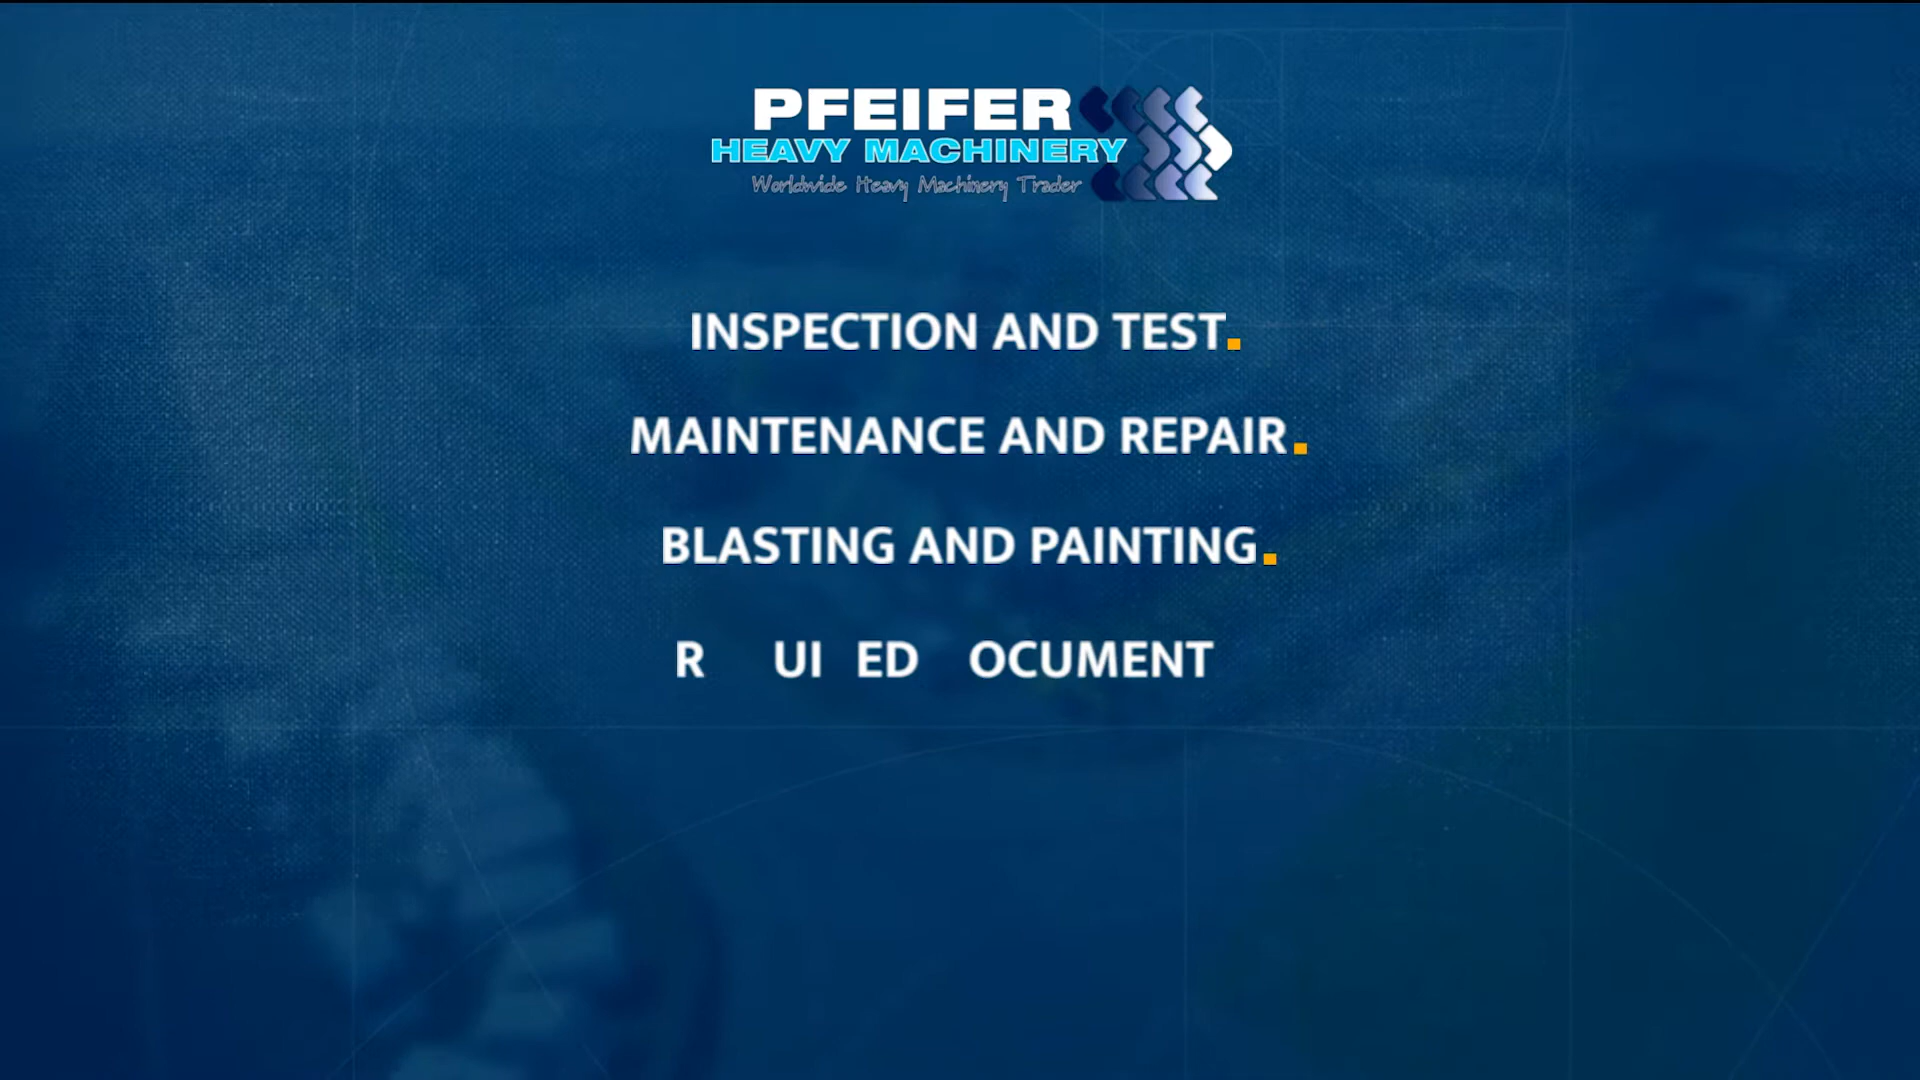 PFEIFER
HEAVY MACHINERY
Worldwide Heavy Machinery Trader
INSPECTION AND TEST.
MAINTENANCE AND REPAIR.
BLASTING AND PAINTING.
R UI ED OCUMENT